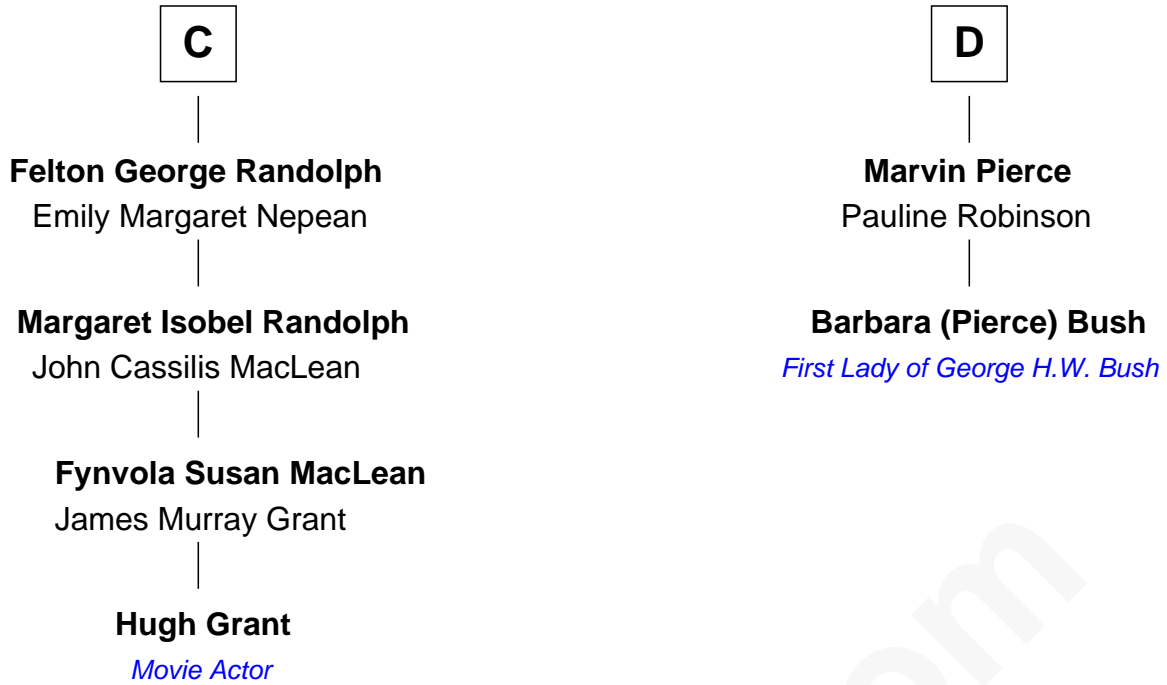 C
Felton George Randolph
Emily Margaret Nepean
Margaret Isobel Randolph
John Cassilis MacLean
Fynvola Susan MacLean
James Murray Grant
Hugh Grant
Movie Actor
D
Marvin Pierce
Pauline Robinson
Barbara (Pierce) Bush
First Lady of George H.W. Bush
om